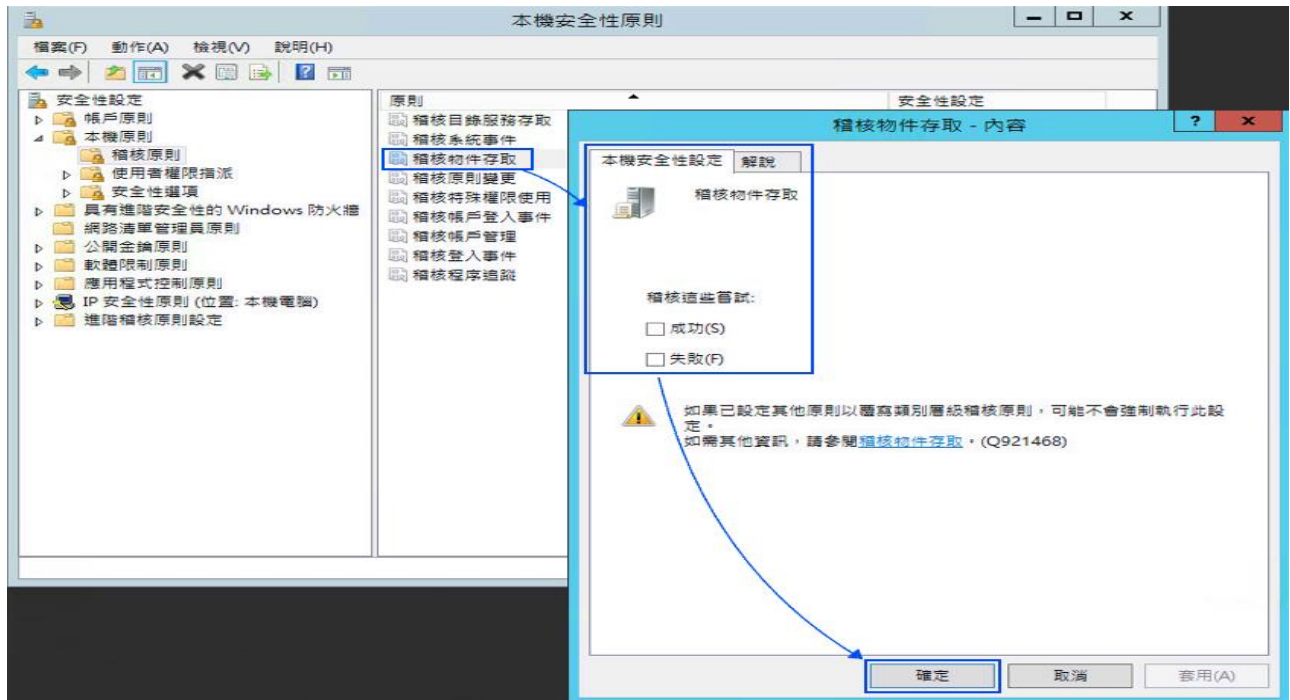 本機安全性原則
檔案(F) 動作(A) 檢視(V) 說明(H)
安全性設定
帳戶原則
本機原則
稽核原則
使用者權限指派
安全性選項
具有進階安全性的 Windows 防火牆
網路清單管理員原則
公開金鑰原則
軟體限制原則
應用程式控制原則
IP 安全性原則 (位置: 本機電腦)
進階稽核原則設定
原則 安全性設定
稽核目錄服務存取
稽核系統事件
稽核物件存取
稽核原則變更
稽核特殊權限使用
稽核帳戶登入事件
稽核帳戶管理
稽核登入事件
稽核程序追蹤
稽核物件存取 - 內容
本機安全性設定 解說
稽核物件存取
稽核這些嘗試:
成功(S)
失敗(F)
如果已設定其他原則以覆寫類別層級稽核原則，可能不會強制執行此設
定。
如需其他資訊，請參閱稽核物件存取。(Q921468)
確定 取消 套用(A)